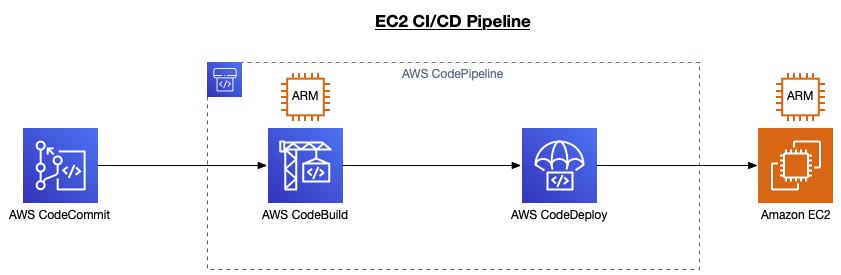 EC2 CI/CD Pipeline
AWS CodePipeline
ARM
ARM
AWS CodeCommit
AWS CodeBuild
AWS CodeDeploy
Amazon EC2